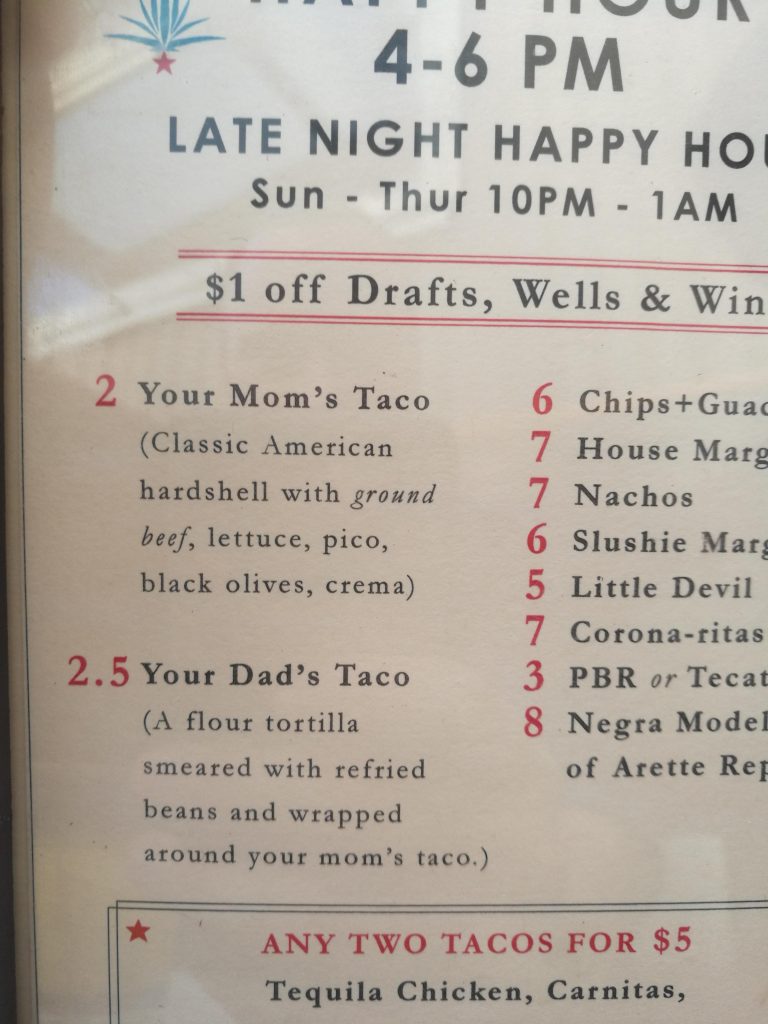 HAPPY HOUR
4-6 PM
LATE NIGHT HAPPY HOU
Sun - Thur 10PM - 1AM
$1 off Drafts, Wells & Win
2 Your Mom's Taco
(Classic American
hardshell with ground
beef, lettuce, pico,
black olives, crema)
2.5 Your Dad's Taco
(A flour tortilla
smeared with refried
beans and wrapped
around your mom's taco.)
6 Chips+Guac
7 House Marg
7 Nachos
6 Slushie Marg
5 Little Devil
7 Corona-ritas
3 PBR or Tecat
8 Negra Model
of Arette Rep
ANY TWO TACOS FOR $5
Tequila Chicken, Carnitas,